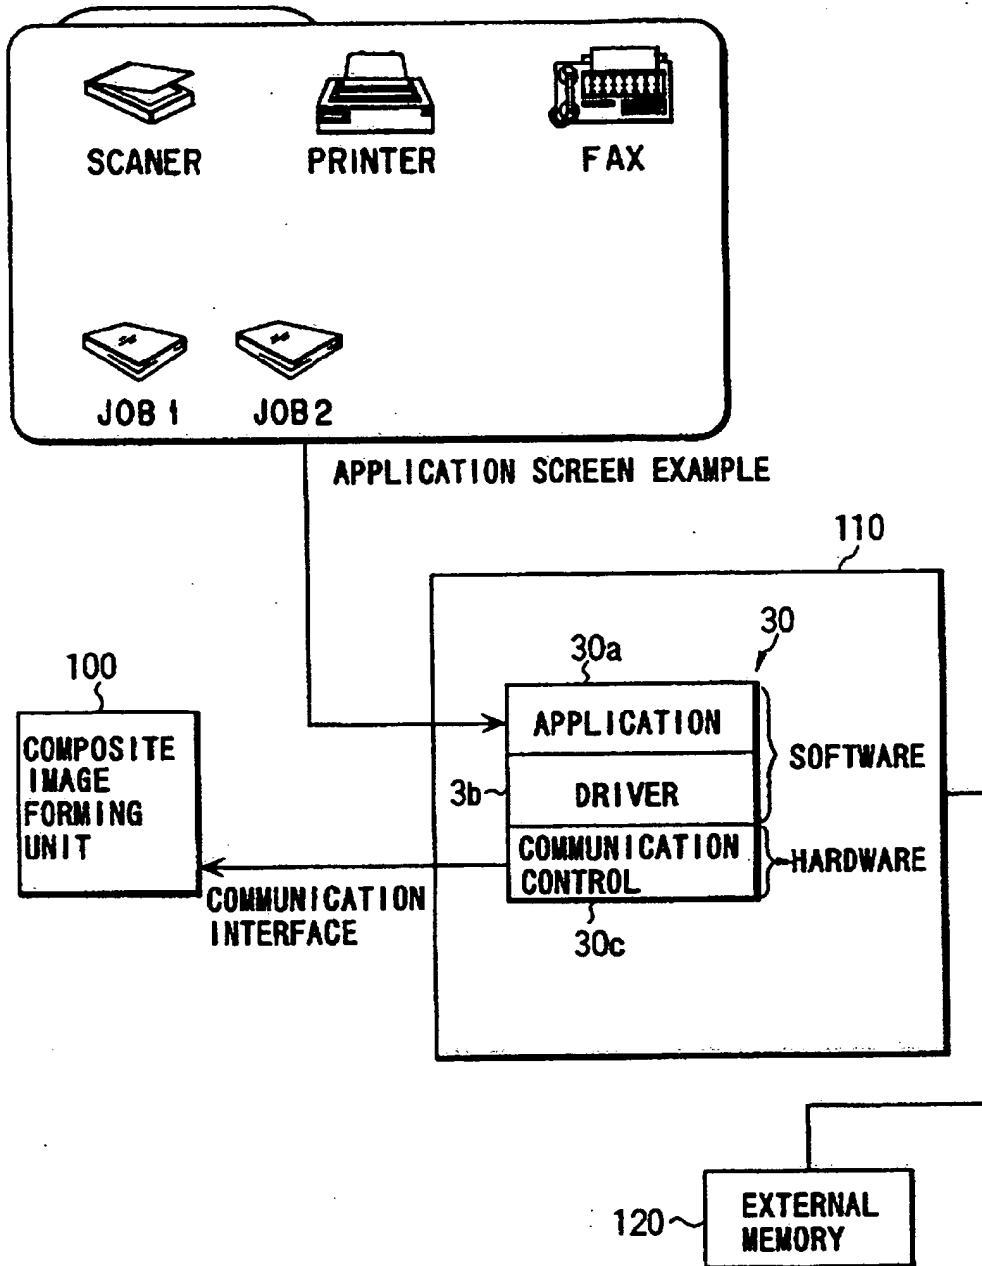 SCANER PRINTER FAX
JOB 1 JOB 2
APPLICATION SCREEN EXAMPLE
110
30
30a
100
APPLICATION
COMPOSITE
IMAGE
FORMING
UNIT
SOFTWARE
3b
DRIVER
COMMUNICATION
CONTROL
HARDWARE
COMMUNICATION
INTERFACE
30c
EXTERNAL
MEMORY
120